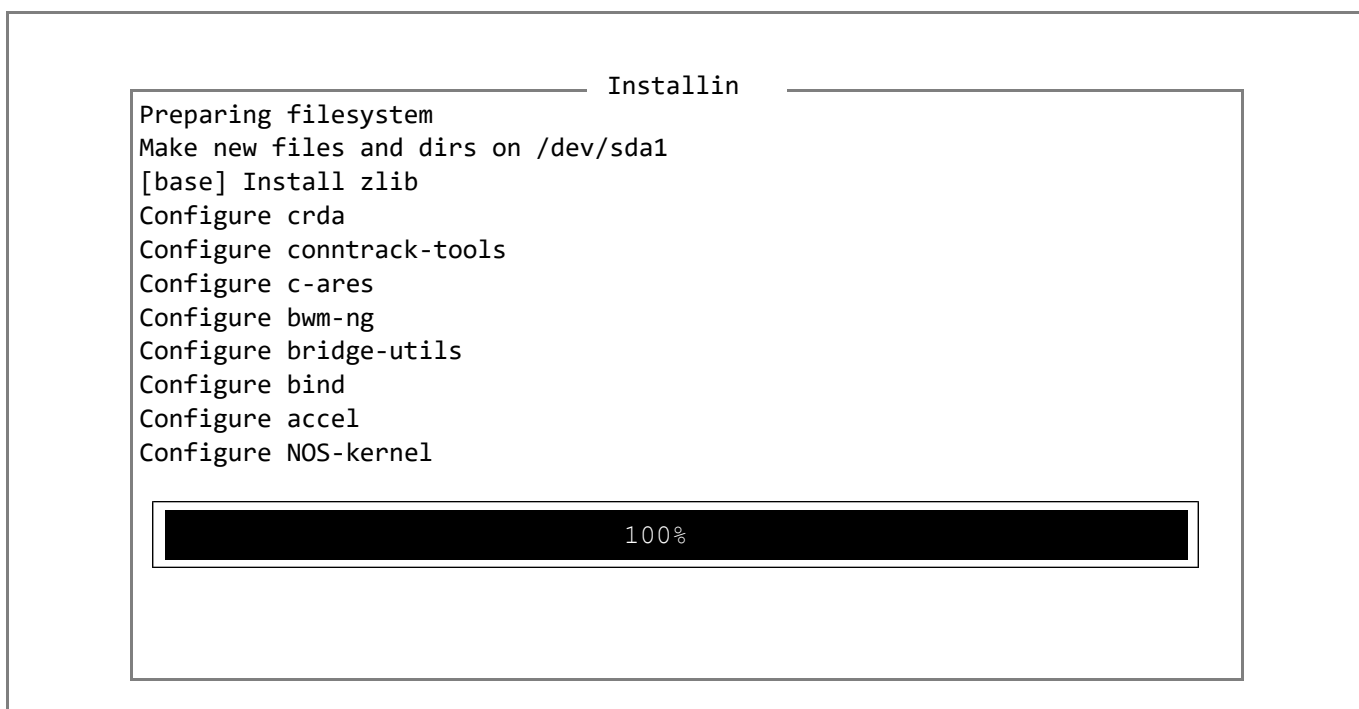 Installin
Preparing filesystem
Make new files and dirs on /dev/sda1
[base] Install zlib
Configure crda
Configure conntrack-tools
Configure c-ares
Configure bwm-ng
Configure bridge-utils
Configure bind
Configure accel
Configure NOS-kernel
100%